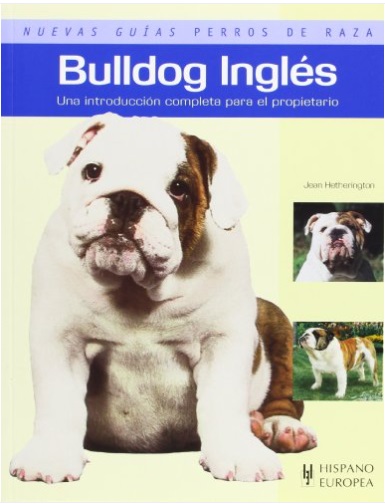 NUEVAS GUÍAS PERROS DE RAZA
Bulldog Inglés
Una introducción completa para el propietario
Jean Hetherington
HISPANO
EUROPEA